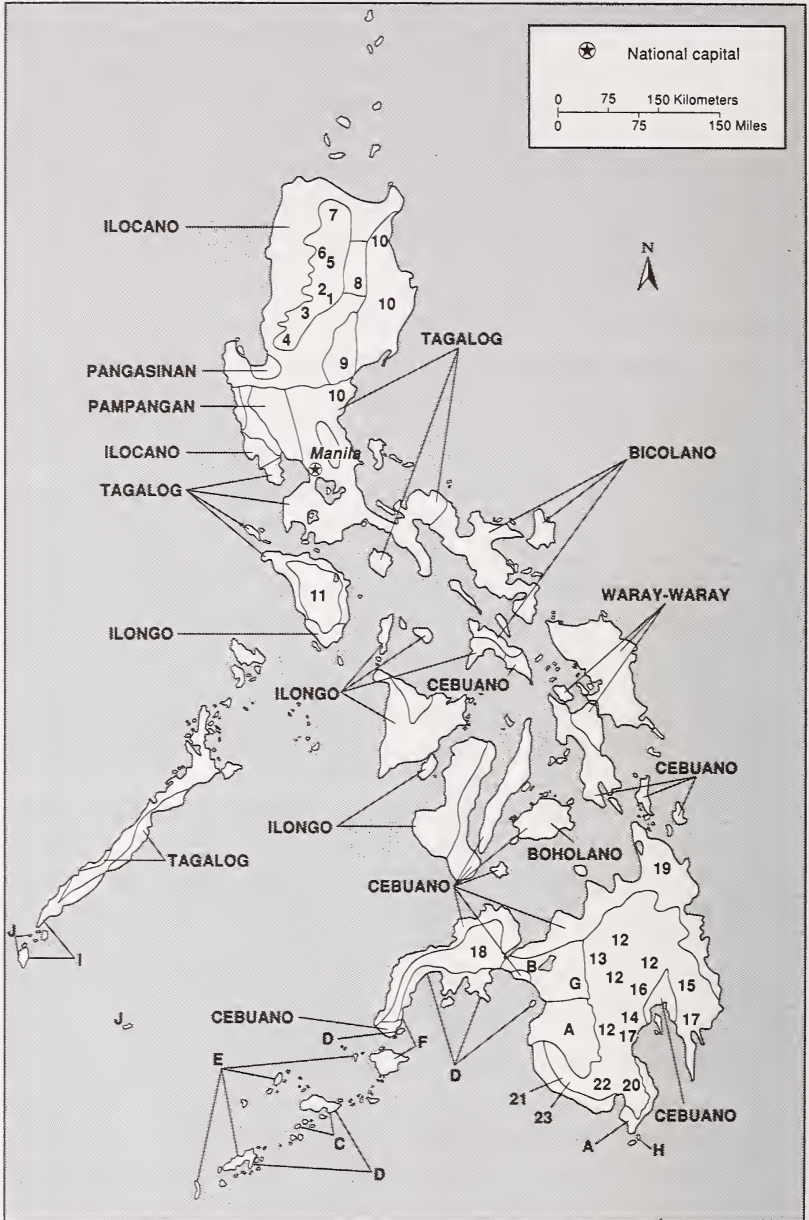 National capital
0 75 150 Kilometers
0 75 150 Miles
N
ILOCANO
7
10
6
5
8
10
2
1
3
4
9
TAGALOG
PANGASINAN
10
PAMPANGAN
ILOCANO
Manila
BICOLANO
TAGALOG
11
WARAY-WARAY
ILONGO
ILONGO
CEBUANO
CEBUANO
ILONGO
BOHOLANO
TAGALOG
CEBUANO
19
J
I
18
B
12
13
12
12
G
16
15
J
CEBUANO
D
F
D
A
14
12
17
17
E
21
23
22
20
CEBUANO
C
D
A
H